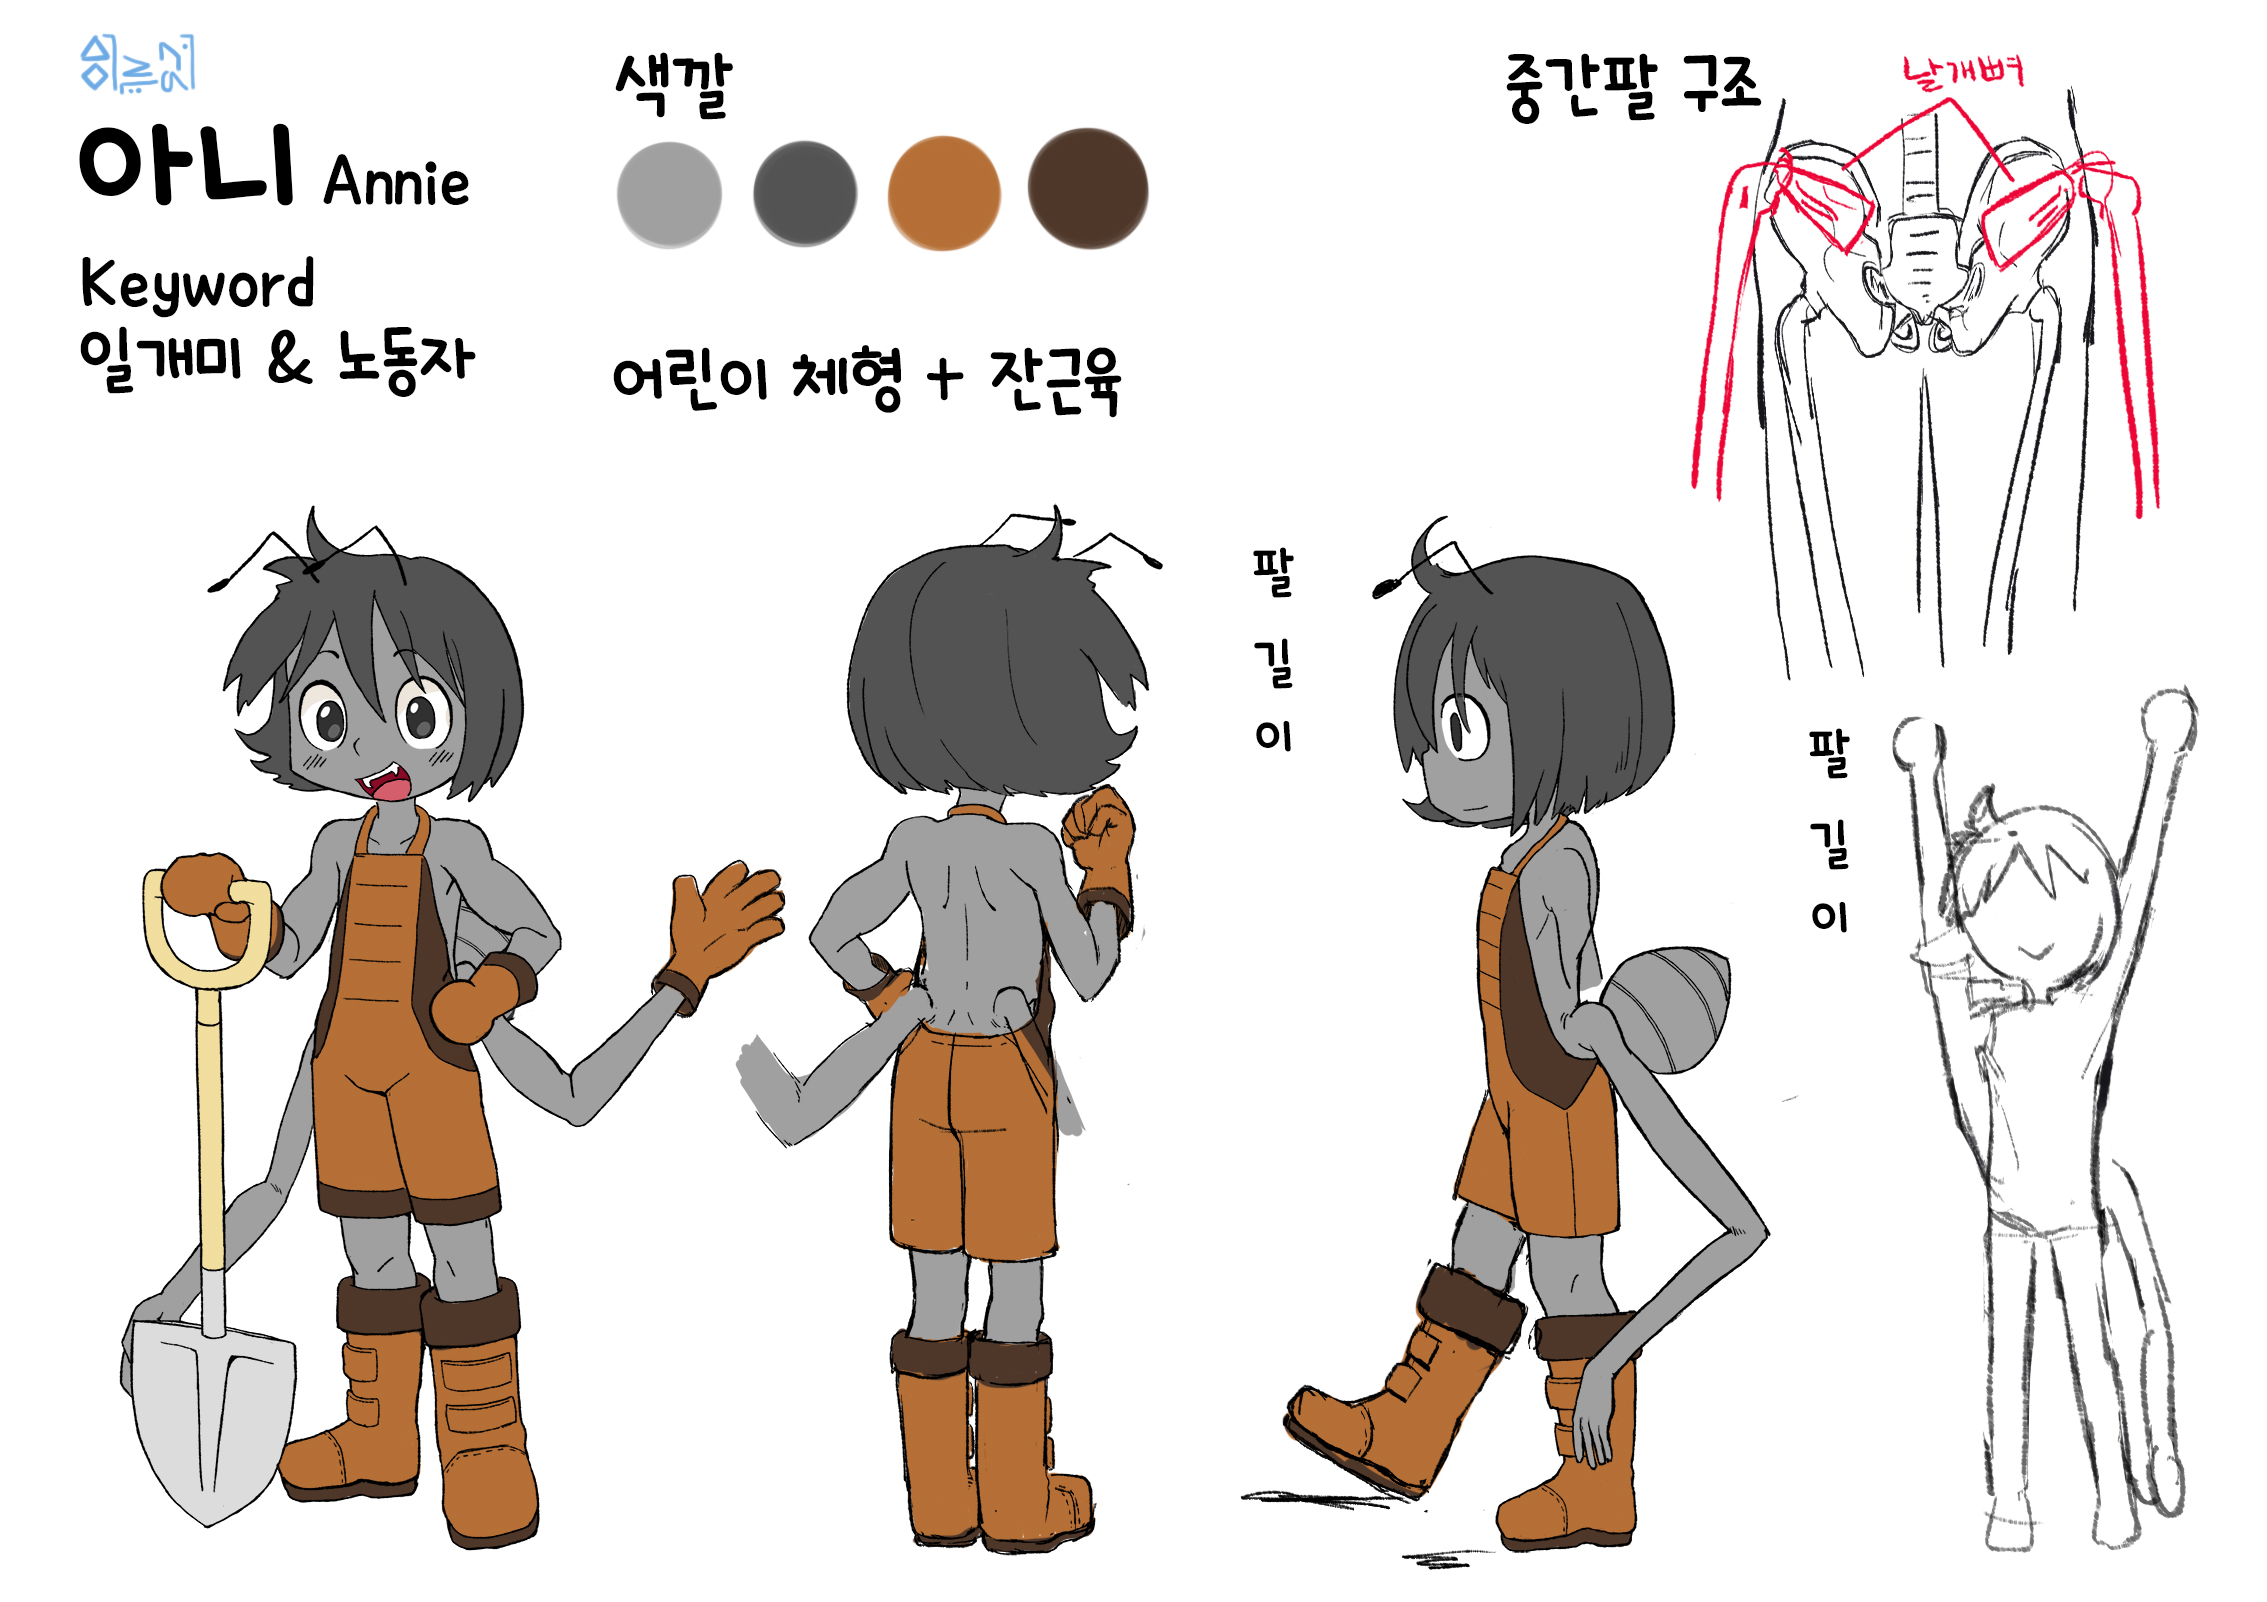 아니 Annie
Keyword
일개미 & 노동자
색깔
어린이 체형 + 잔근육
중간팔 구조
날개뼈
팔
길
이
팔
길
이